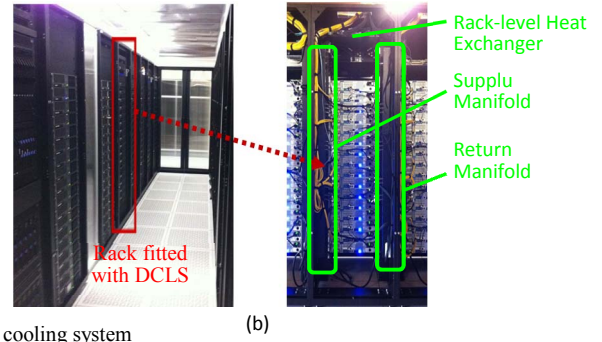 Rack-level Heat
Exchanger
Supplu
Manifold
Return
Manifold
Rack fitted
with DCLS
(b)
cooling system